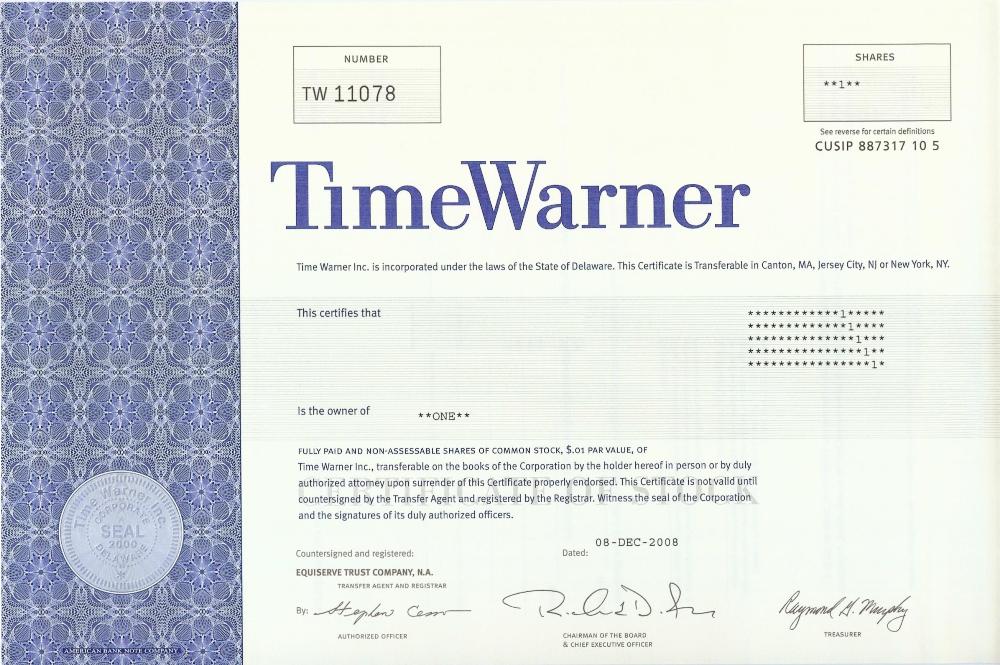 NUMBER
TW 11078
SHARES
**1**
See reverse for certain definitions
CUSIP 887317 10 5
TimeWarner
Time Warner Inc. is incorporated under the laws of the State of Delaware. This Certificate is Transferable in Canton, MA, Jersey City, NJ or New York, NY.
This certifies that
************1*****
*************1****
**************1***
***************1**
****************1*
Is the owner of **ONE**
FULLY PAID AND NON-ASSESSABLE SHARES OF COMMON STOCK, $.01 PAR VALUE, OF
Time Warner Inc., transferable on the books of the Corporation by the holder hereof in person or by duly
authorized attorney upon surrender of this Certificate properly endorsed. This Certificate is not valid until
countersigned by the Transfer Agent and registered by the Registrar. Witness the seal of the Corporation
and the signatures of its duly authorized officers.
CERTIFICATE OF STOCK
Time Warner Inc.
CORPORATE
SEAL
2000
DELAWARE
Countersigned and registered:
Dated: 08-DEC-2008
EQUISERVE TRUST COMPANY, N.A.
TRANSFER AGENT AND REGISTRAR
By: Stephen
AUTHORIZED OFFICER
CHAIRMAN OF THE BOARD
& CHIEF EXECUTIVE OFFICER
Raymond G. Murphy
TREASURER
AMERICAN BANK NOTE COMPANY